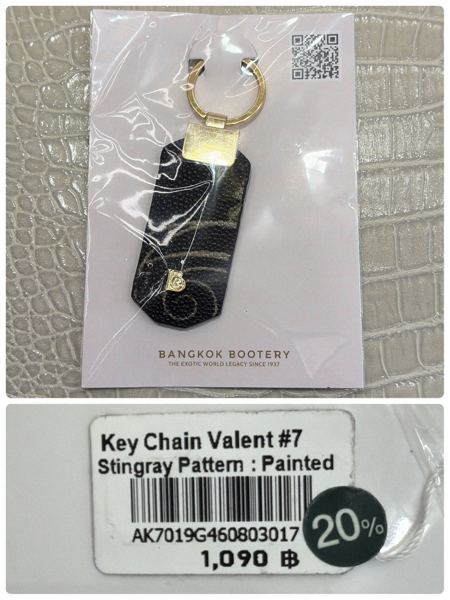 BANGKOK BOOTERY
THE EXOTIC WORLD LEGACY SINCE 1937
Key Chain Valent #7
Stingray Pattern : Painted
AK7019G460803017
1,090 ฿
20%